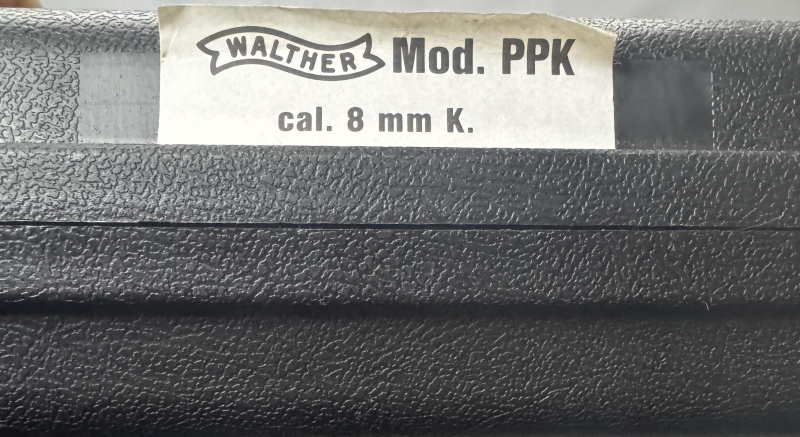 WALTHER Mod. PPK
cal. 8 mm K.